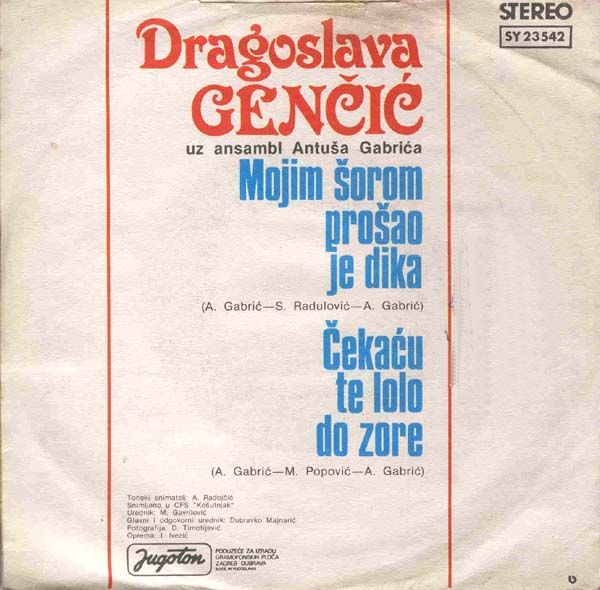 STEREO
SY 23542
Dragoslava
GENČIĆ
uz ansambl Antuša Gabrića
Mojim šorom
prošao
je dika
(A. Gabrić—S. Radulović—A. Gabrić)
Čekaću
te lolo
do zore
(A. Gabrić—M. Popović—A. Gabrić)
Tonski snimatelj: A. Radojčić
Snimljeno u CFS "Košutnjak"
Urednik: M. Gavrilović
Glavni i odgovorni urednik: Dubravko Majnarić
Fotografija: D. Timotijević
Oprema: I. Ivezić
Jugoton
PODUZEĆE ZA IZRADU
GRAMOFONSKIH PLOČA
ZAGREB DUBRAVA
MADE IN YUGOSLAVIA